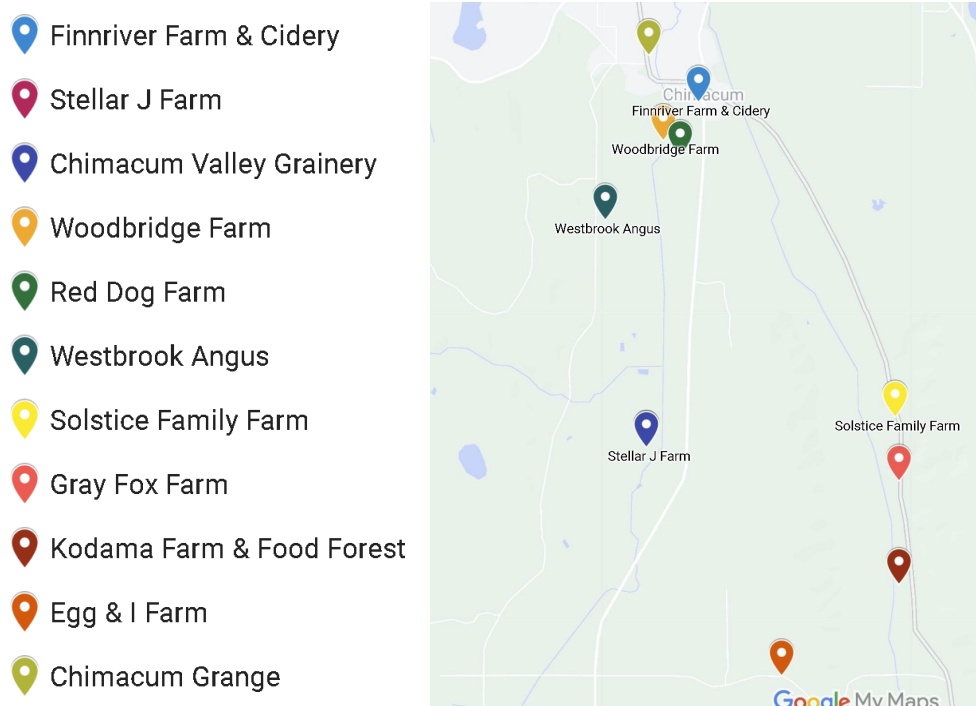 Finnriver Farm & Cidery
Stellar J Farm
Chimacum Valley Grainery
Woodbridge Farm
Red Dog Farm
Westbrook Angus
Solstice Family Farm
Gray Fox Farm
Kodama Farm & Food Forest
Egg & I Farm
Chimacum Grange
Chimacum
Finnriver Farm & Cidery
Woodbridge Farm
Westbrook Angus
Solstice Family Farm
Stellar J Farm
Google My Maps